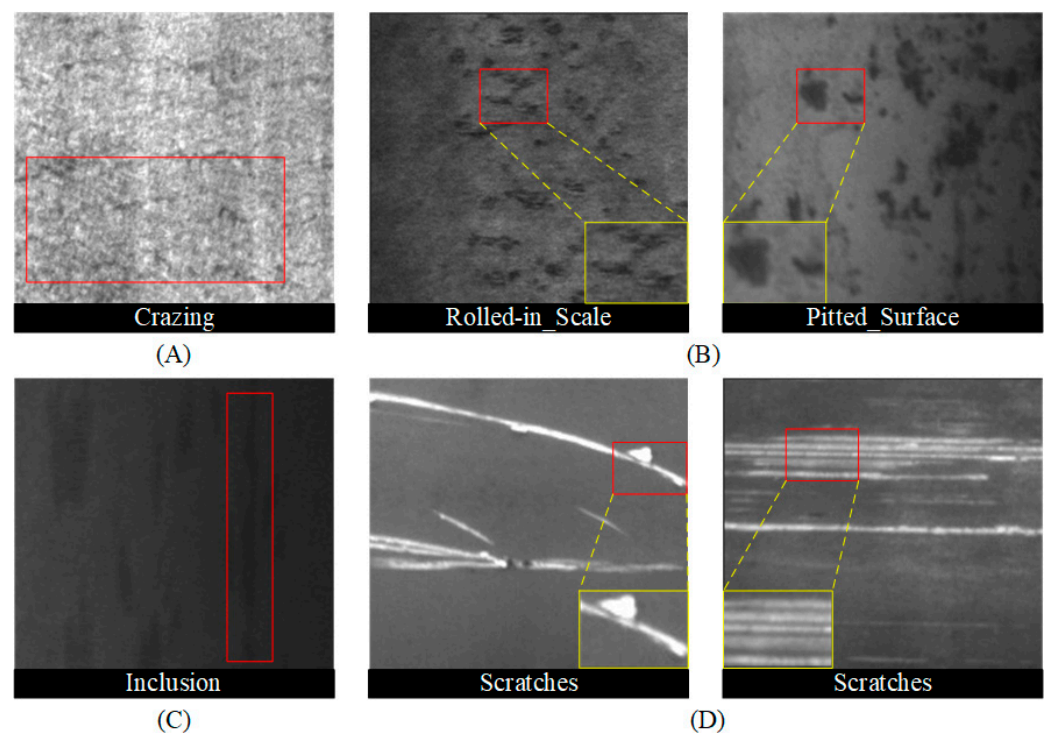 Crazing
Rolled-in_Scale
Pitted_Surface
(A)
(B)
Inclusion
Scratches
Scratches
(C)
(D)